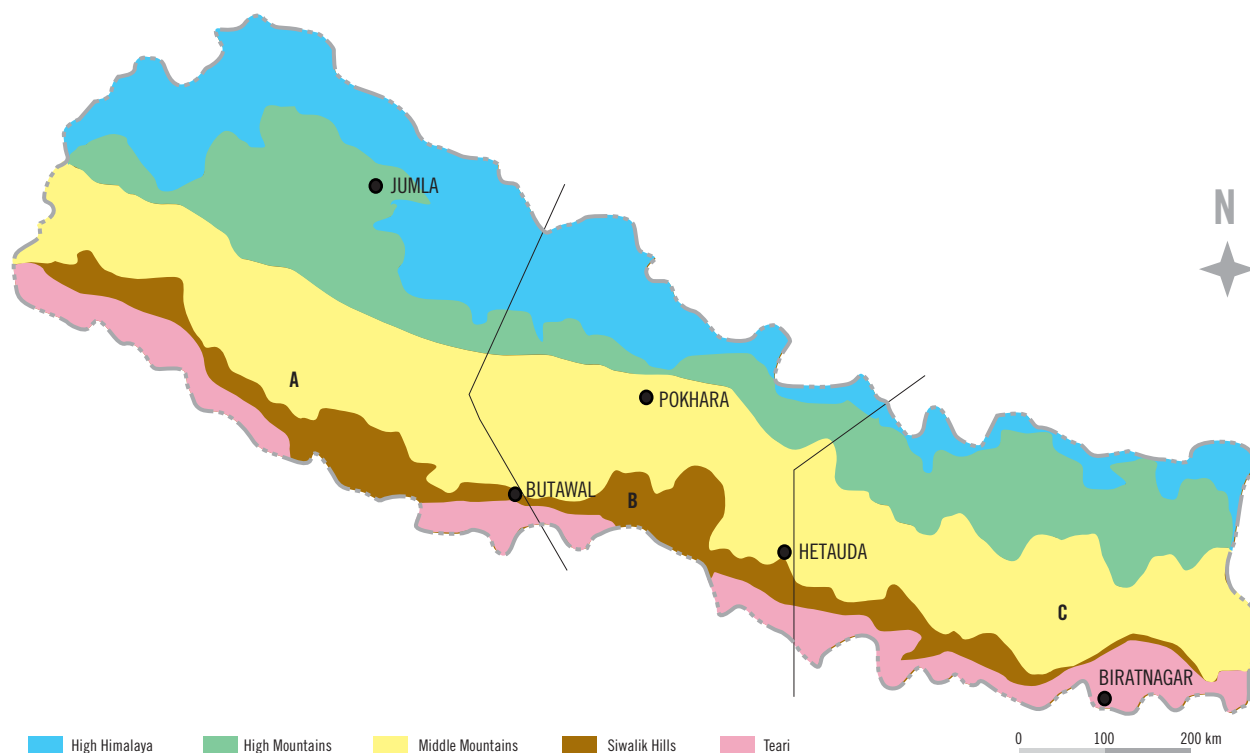 N
JUMLA
A
POKHARA
BUTAWAL
B
HETAUDA
C
BIRATNAGAR
High Himalaya
High Mountains
Middle Mountains
Siwalik Hills
Teari
0 100 200 km